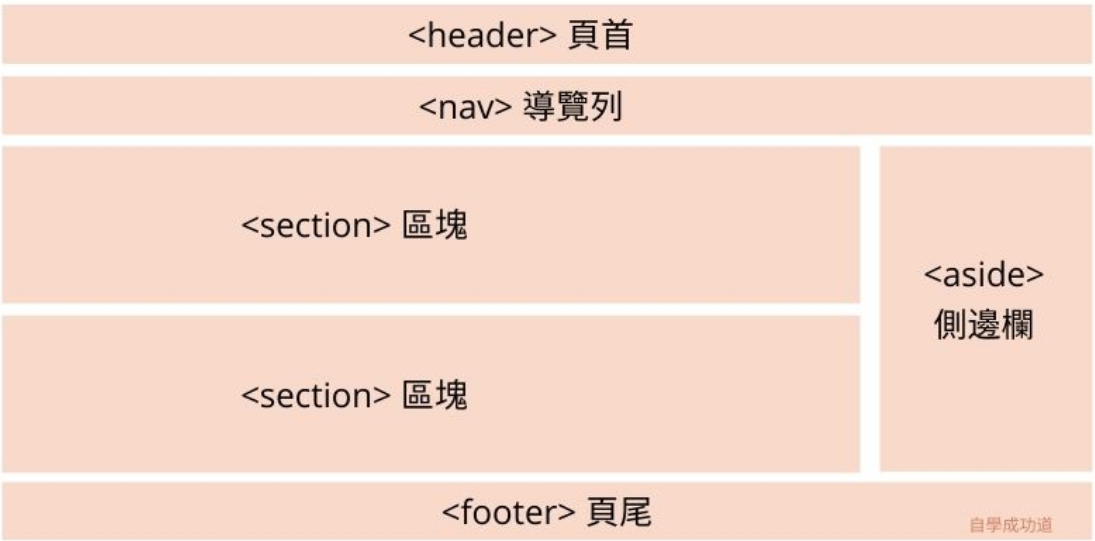 <header> 頁首
<nav> 導覽列
<section> 區塊
<section> 區塊
<aside>
側邊欄
<footer> 頁尾
自學成功道